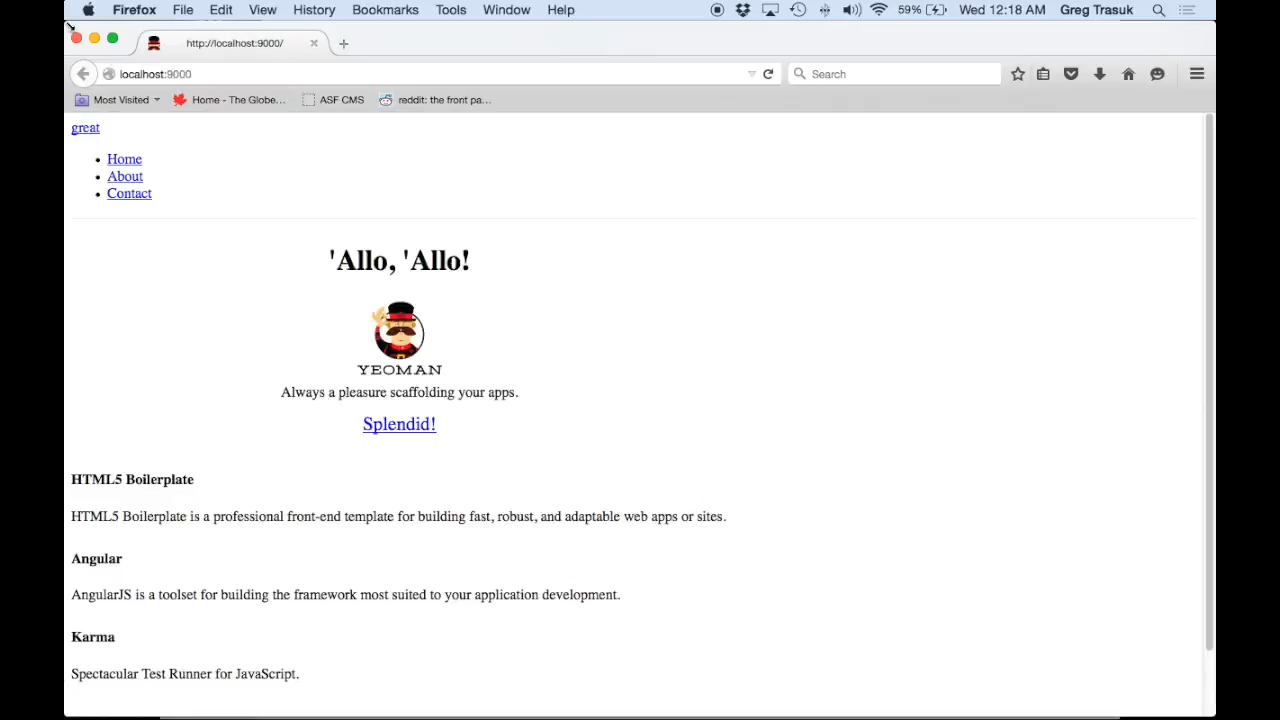 Firefox File Edit View History Bookmarks Tools Window Help 59% Wed 12:18 AM Greg Trasuk
http://localhost:9000/
localhost:9000 Search
Most Visited Home - The Globe... ASF CMS reddit: the front pa...
great
Home
About
Contact
'Allo, 'Allo!
YEOMAN
Always a pleasure scaffolding your apps.
Splendid!
HTML5 Boilerplate
HTML5 Boilerplate is a professional front-end template for building fast, robust, and adaptable web apps or sites.
Angular
AngularJS is a toolset for building the framework most suited to your application development.
Karma
Spectacular Test Runner for JavaScript.